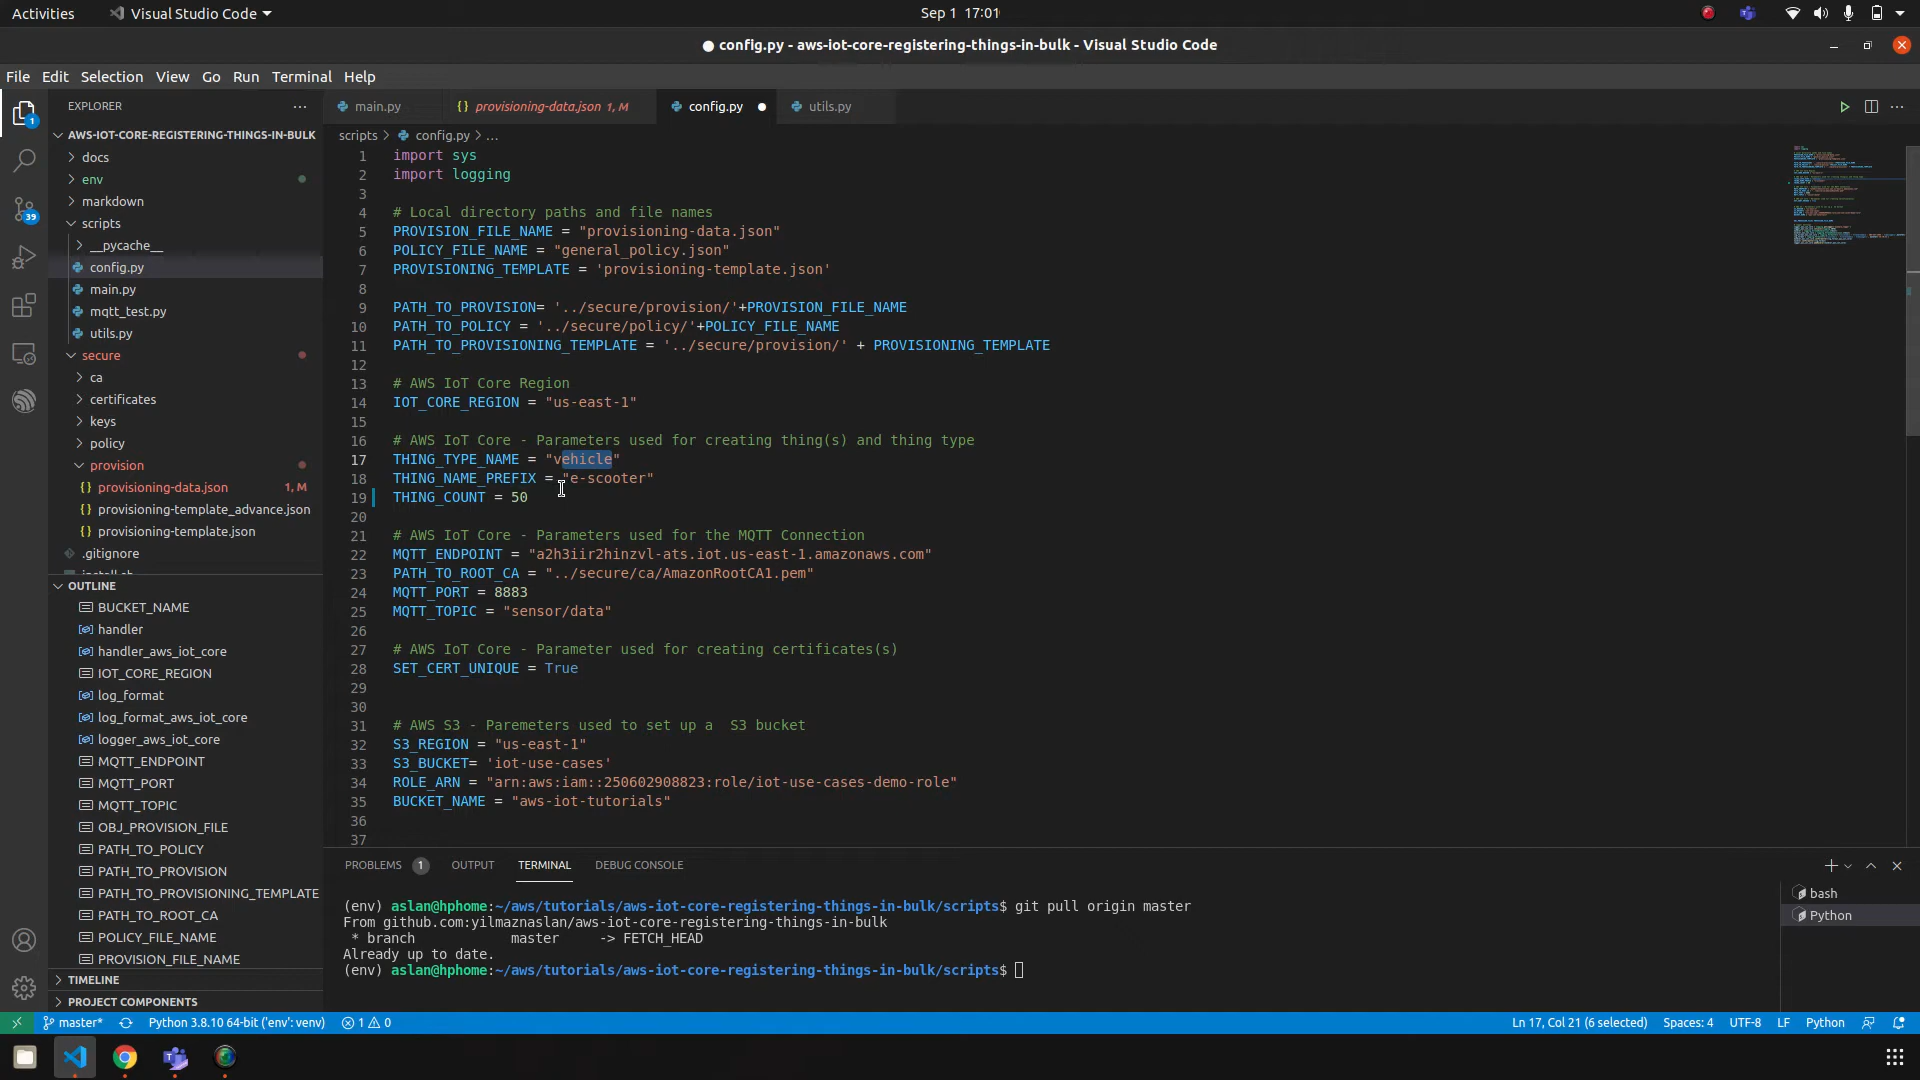 Activities
Visual Studio Code
Sep 1 17:01
config.py - aws-iot-core-registering-things-in-bulk - Visual Studio Code
File Edit Selection View Go Run Terminal Help
EXPLORER
AWS-IOT-CORE-REGISTERING-THINGS-IN-BULK
docs
env
markdown
scripts
__pycache__
config.py
main.py
mqtt_test.py
utils.py
secure
ca
certificates
keys
policy
provision
provisioning-data.json 1, M
provisioning-template_advance.json
provisioning-template.json
.gitignore
OUTLINE
BUCKET_NAME
handler
handler_aws_iot_core
IOT_CORE_REGION
log_format
log_format_aws_iot_core
logger_aws_iot_core
MQTT_ENDPOINT
MQTT_PORT
MQTT_TOPIC
OBJ_PROVISION_FILE
PATH_TO_POLICY
PATH_TO_PROVISION
PATH_TO_PROVISIONING_TEMPLATE
PATH_TO_ROOT_CA
POLICY_FILE_NAME
PROVISION_FILE_NAME
TIMELINE
PROJECT COMPONENTS
1
39
main.py
provisioning-data.json 1, M
config.py
utils.py
scripts > config.py > ...
1 import sys
2 import logging
3
4 # Local directory paths and file names
5 PROVISION_FILE_NAME = "provisioning-data.json"
6 POLICY_FILE_NAME = "general_policy.json"
7 PROVISIONING_TEMPLATE = 'provisioning-template.json'
8
9 PATH_TO_PROVISION= '../secure/provision/'+PROVISION_FILE_NAME
10 PATH_TO_POLICY = '../secure/policy/'+POLICY_FILE_NAME
11 PATH_TO_PROVISIONING_TEMPLATE = '../secure/provision/' + PROVISIONING_TEMPLATE
12
13 # AWS IoT Core Region
14 IOT_CORE_REGION = "us-east-1"
15
16 # AWS IoT Core - Parameters used for creating thing(s) and thing type
17 THING_TYPE_NAME = "vehicle"
18 THING_NAME_PREFIX = "e-scooter"
19 THING_COUNT = 50
20
21 # AWS IoT Core - Parameters used for the MQTT Connection
22 MQTT_ENDPOINT = "a2h3iir2hinzvl-ats.iot.us-east-1.amazonaws.com"
23 PATH_TO_ROOT_CA = "../secure/ca/AmazonRootCA1.pem"
24 MQTT_PORT = 8883
25 MQTT_TOPIC = "sensor/data"
26
27 # AWS IoT Core - Parameter used for creating certificates(s)
28 SET_CERT_UNIQUE = True
29
30
31 # AWS S3 - Paremeters used to set up a  S3 bucket
32 S3_REGION = "us-east-1"
33 S3_BUCKET= 'iot-use-cases'
34 ROLE_ARN = "arn:aws:iam::250602908823:role/iot-use-cases-demo-role"
35 BUCKET_NAME = "aws-iot-tutorials"
36
37
PROBLEMS 1 OUTPUT TERMINAL DEBUG CONSOLE
(env) aslan@hphome:~/aws/tutorials/aws-iot-core-registering-things-in-bulk/scripts$ git pull origin master
From github.com:yilmaznaslan/aws-iot-core-registering-things-in-bulk
* branch master -> FETCH_HEAD
Already up to date.
(env) aslan@hphome:~/aws/tutorials/aws-iot-core-registering-things-in-bulk/scripts$
bash
Python
master* Python 3.8.10 64-bit ('env': venv) 1 0
Ln 17, Col 21 (6 selected) Spaces: 4 UTF-8 LF Python